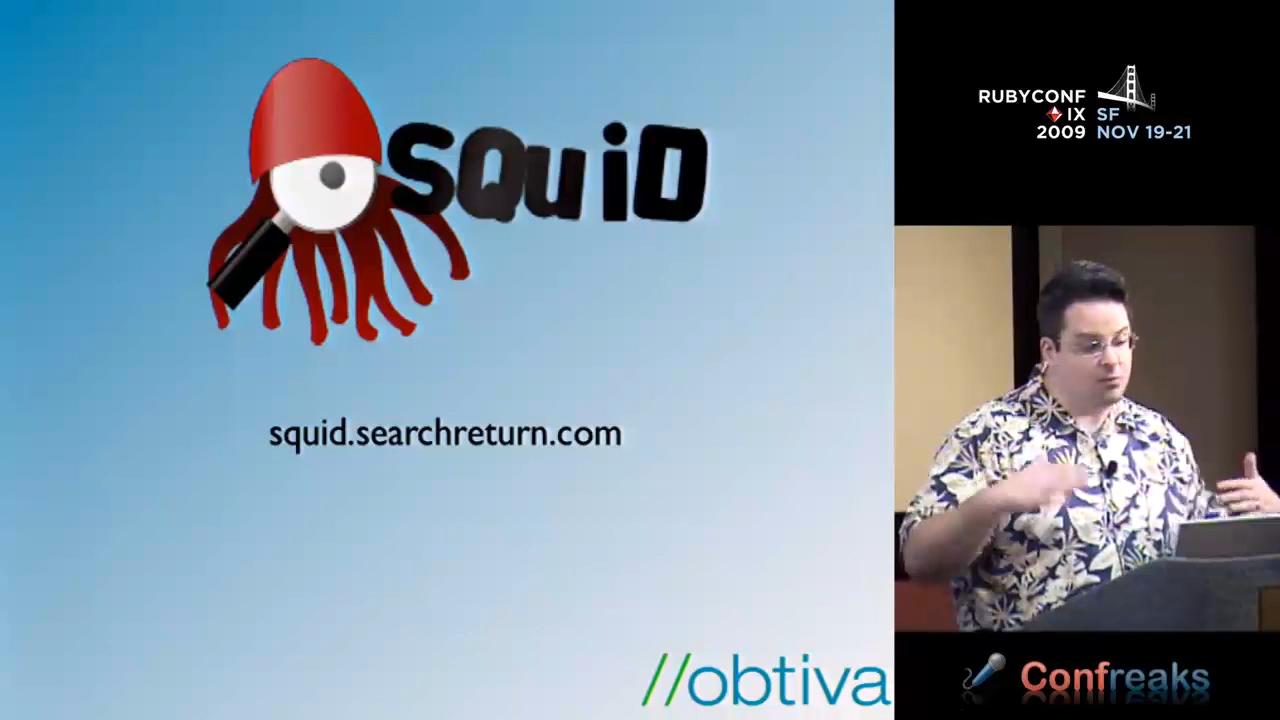 SQuiD
squid.searchreturn.com
//obtiva
RUBYCONF
IX SF
2009 NOV 19-21
Confreaks